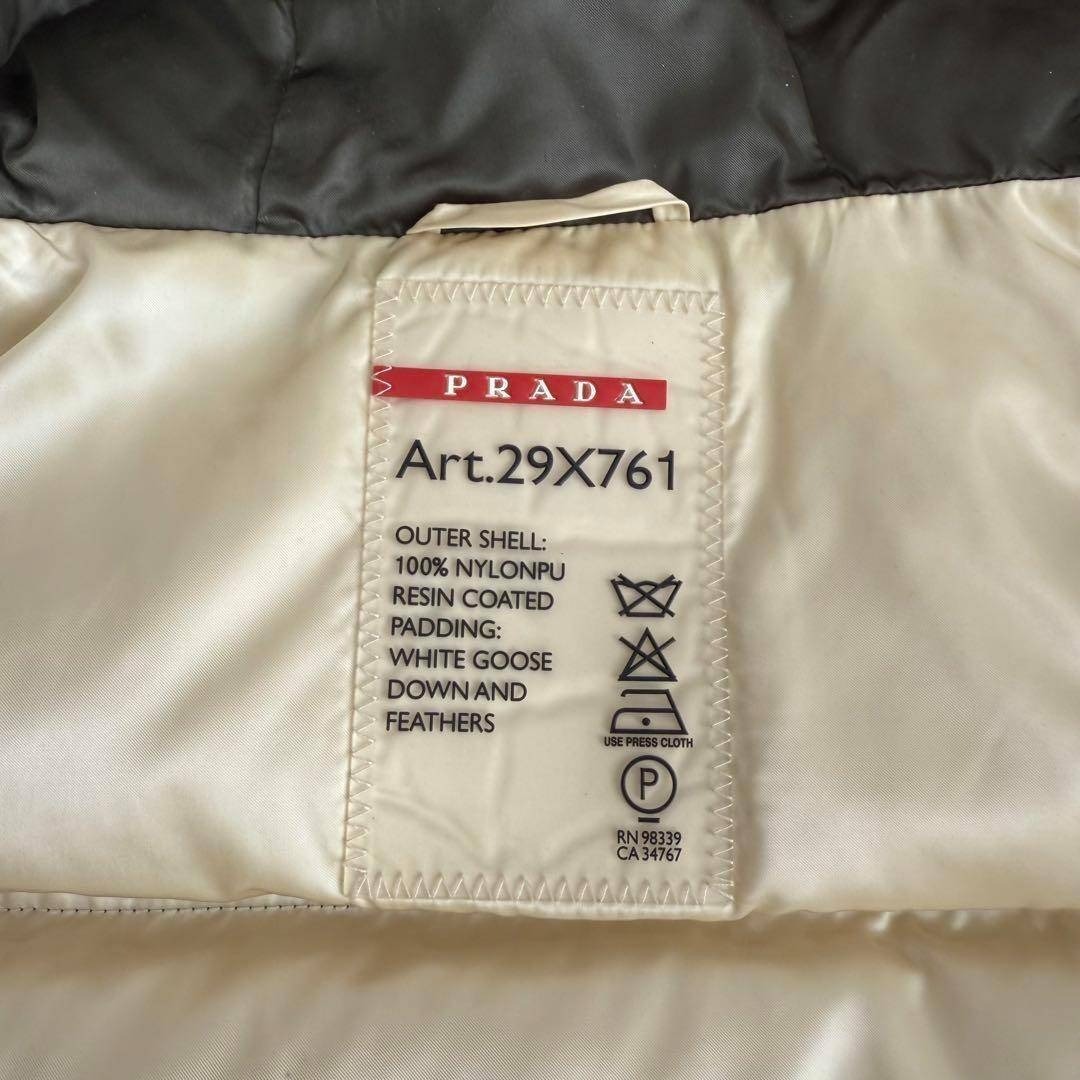 PRADA
Art.29X761
OUTER SHELL:
100% NYLONPU
RESIN COATED
PADDING:
WHITE GOOSE
DOWN AND
FEATHERS
USE PRESS CLOTH
P
RN 98339
CA 34767